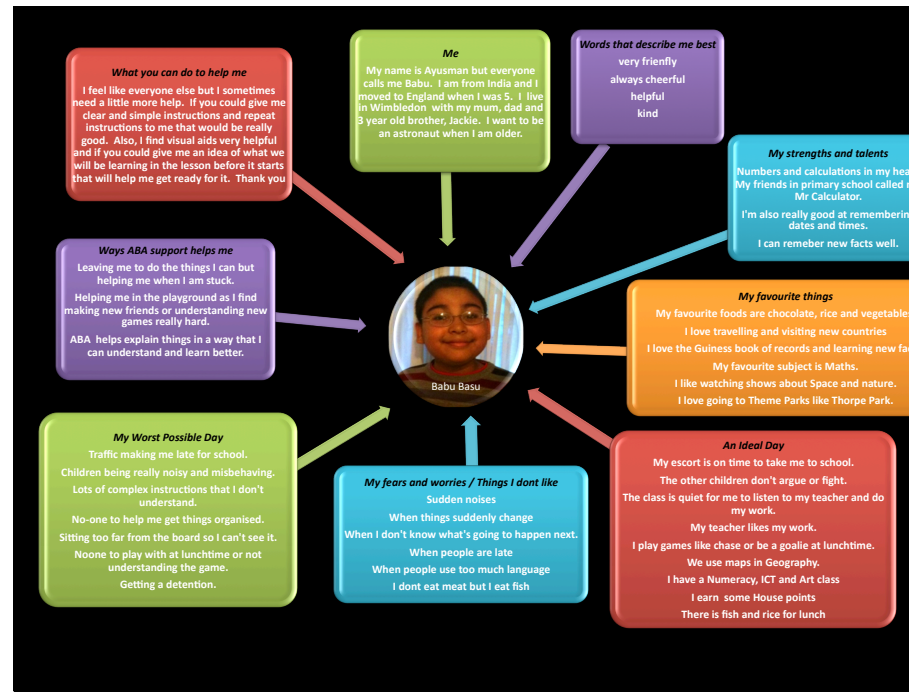 What you can do to help me
I feel like everyone else but I sometimes
need a little more help.  If you could give me
clear and simple instructions and repeat
instructions to me that would be really
good.  Also, I find visual aids very helpful
and if you could give me an idea of what we
will be learning in the lesson before it starts
that will help me get ready for it.  Thank you
Me
My name is Ayusman but everyone
calls me Babu.  I am from India and I
moved to England when I was 5.  I  live
in Wimbledon  with my mum, dad and
3 year old brother, Jackie.  I want to be
an astronaut when I am older.
Words that describe me best
very frienfly
always cheerful
helpful
kind
My strengths and talents
Numbers and calculations in my hea
My friends in primary school called m
Mr Calculator.
I'm also really good at rememberin
dates and times.
I can remeber new facts well.
Ways ABA support helps me
Leaving me to do the things I can but
helping me when I am stuck.
Helping me in the playground as I find
making new friends or understanding new
games really hard.
ABA  helps explain things in a way that I
can understand and learn better.
My favourite things
My favourite foods are chocolate, rice and vegetable
I love travelling and visiting new countries
I love the Guiness book of records and learning new fa
My favourite subject is Maths.
I like watching shows about Space and nature.
I love going to Theme Parks like Thorpe Park.
Babu Basu
My Worst Possible Day
Traffic making me late for school.
Children being really noisy and misbehaving.
Lots of complex instructions that I don't
understand.
No-one to help me get things organised.
Sitting too far from the board so I can't see it.
Noone to play with at lunchtime or not
understanding the game.
Getting a detention.
My fears and worries / Things I dont like
Sudden noises
When things suddenly change
When I don't know what's going to happen next.
When people are late
When people use too much language
I dont eat meat but I eat fish
An Ideal Day
My escort is on time to take me to school.
The other children don't argue or fight.
The class is quiet for me to listen to my teacher and do
my work.
My teacher likes my work.
I play games like chase or be a goalie at lunchtime.
We use maps in Geography.
I have a Numeracy, ICT and Art class
I earn  some House points
There is fish and rice for lunch